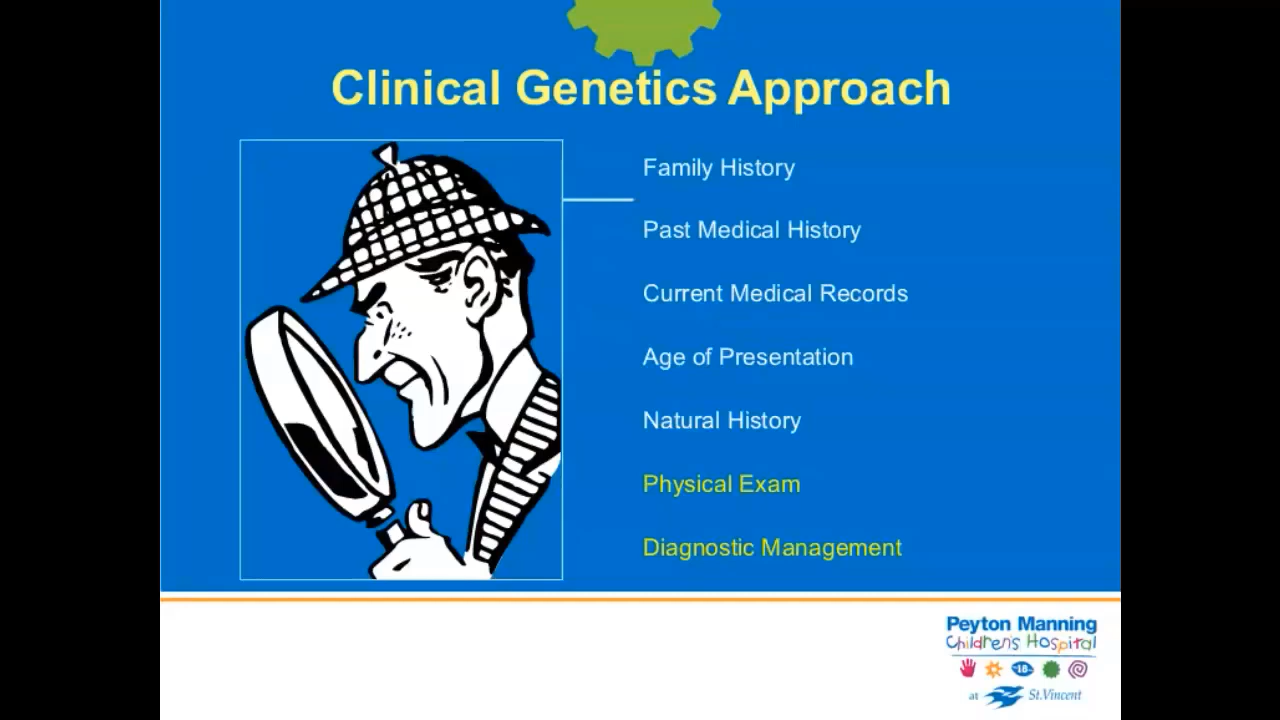 Clinical Genetics Approach
Family History
Past Medical History
Current Medical Records
Age of Presentation
Natural History
Physical Exam
Diagnostic Management
Peyton Manning
Children's Hospital
18
at St.Vincent